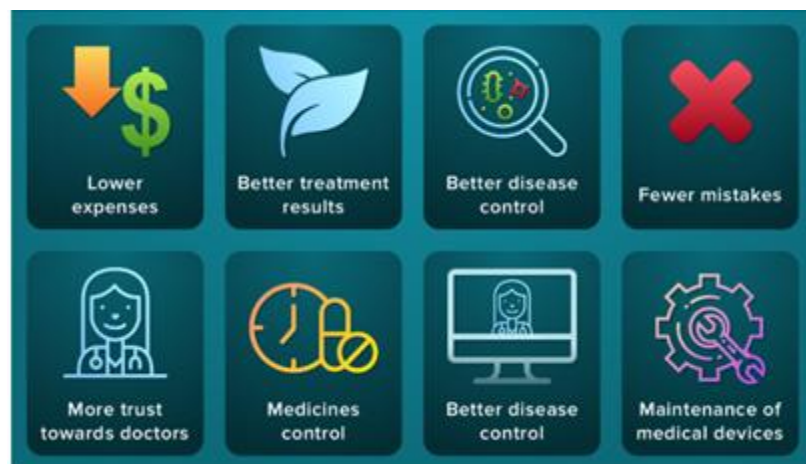 Lower
expenses
Better treatment
results
Better disease
control
Fewer mistakes
More trust
towards doctors
Medicines
control
Better disease
control
Maintenance of
medical devices